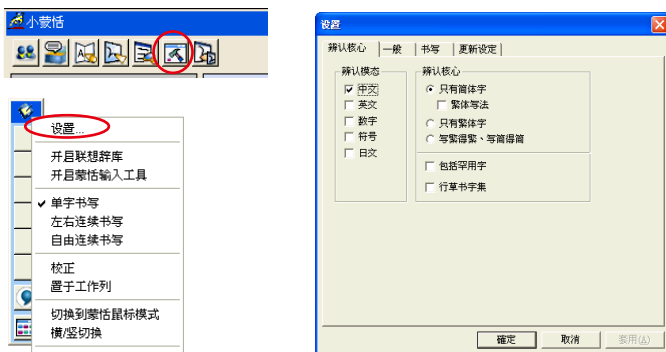 小蒙恬
设置...
开启联想辞库
开启蒙恬输入工具
单字书写
左右连续书写
自由连续书写
校正
置于工作列
切换到蒙恬鼠标模式
横/竖切换
设置
辨认核心 一般 书写 更新设定
辨认模态
中文
英文
数字
符号
日文
辨认核心
只有简体字
繁体写法
只有繁体字
写繁得繁、写简得简
包括罕用字
行草书字集
確定 取消 套用(A)